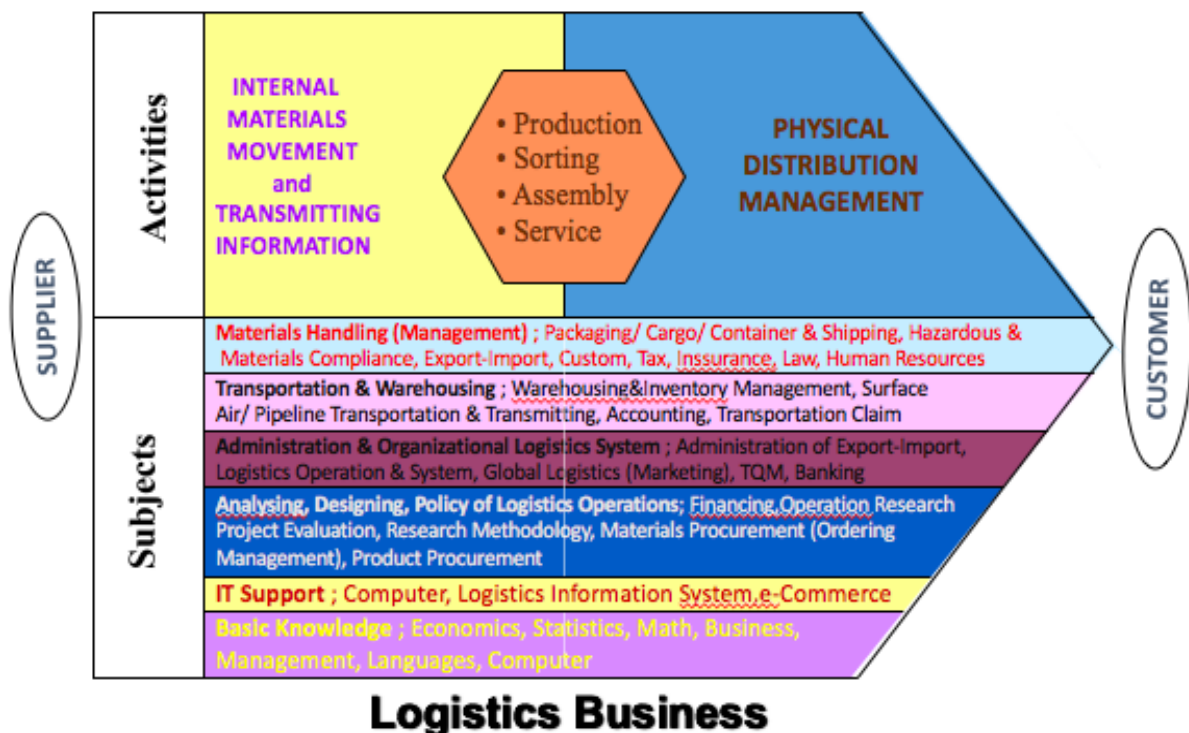 SUPPLIER
Activities
INTERNAL
MATERIALS
MOVEMENT
and
TRANSMITTING
INFORMATION
• Production
• Sorting
• Assembly
• Service
PHYSICAL
DISTRIBUTION
MANAGEMENT
CUSTOMER
Subjects
Materials Handling (Management) ; Packaging/ Cargo/ Container & Shipping, Hazardous &
Materials Compliance, Export-Import, Custom, Tax, Inssurance, Law, Human Resources
Transportation & Warehousing ; Warehousing&Inventory Management, Surface
Air/ Pipeline Transportation & Transmitting, Accounting, Transportation Claim
Administration & Organizational Logistics System ; Administration of Export-Import,
Logistics Operation & System, Global Logistics (Marketing), TQM, Banking
Analysing, Designing, Policy of Logistics Operations; Financing,Operation Research
Project Evaluation, Research Methodology, Materials Procurement (Ordering
Management), Product Procurement
IT Support ; Computer, Logistics Information System,e-Commerce
Basic Knowledge ; Economics, Statistics, Math, Business,
Management, Languages, Computer
Logistics Business